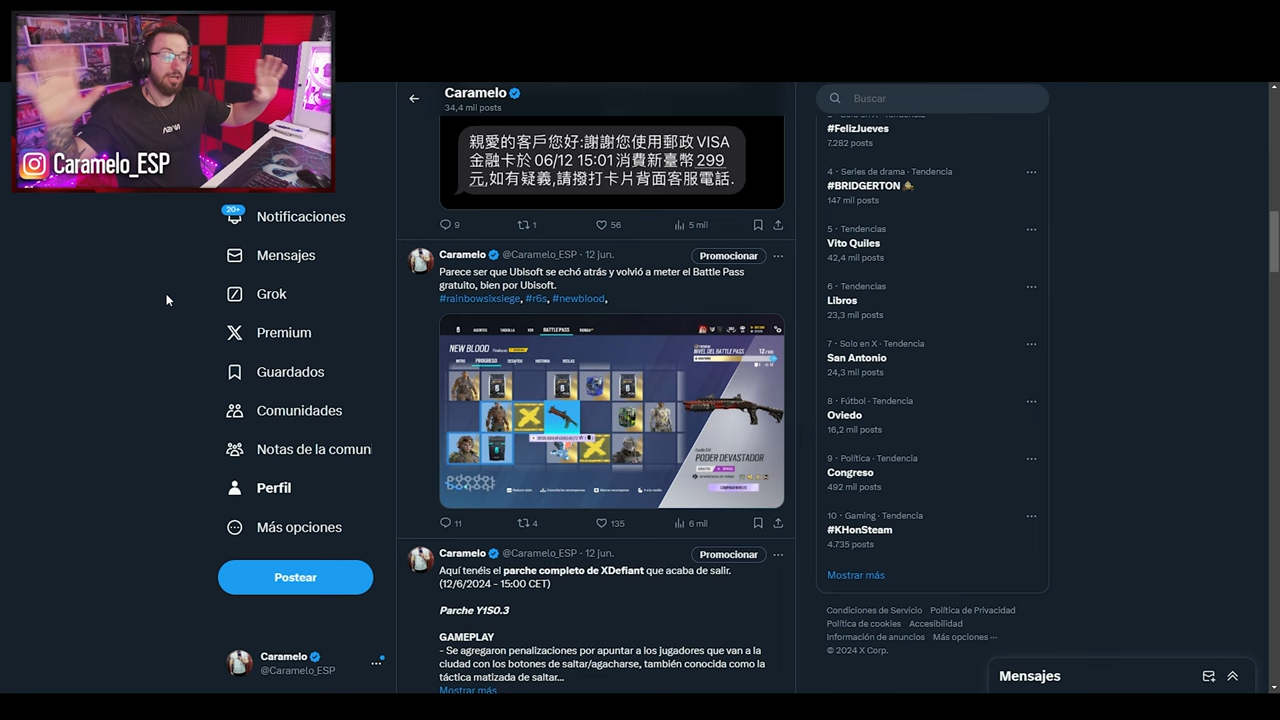 Caramelo_ESP
20+
Notificaciones
Mensajes
Grok
Premium
Guardados
Comunidades
Notas de la comun
Perfil
Más opciones
Postear
Caramelo
@Caramelo_ESP
Caramelo
34,4 mil posts
親愛的客戶您好:謝謝您使用郵政VISA
金融卡於 06/12 15:01消費新臺幣 299
元,如有疑義,請撥打卡片背面客服電話.
9
1
56
5 mil
Caramelo @Caramelo_ESP · 12 jun.
Promocionar
Parece ser que Ubisoft se echó atrás y volvió a meter el Battle Pass
gratuito, bien por Ubisoft.
#rainbowsixsiege, #r6s, #newblood,
BATTLE PASS
NEW BLOOD
PROGRESO
NIVEL DEL BATTLE PASS
PODER DEVASTADOR
11
4
135
6 mil
Caramelo @Caramelo_ESP · 12 jun.
Promocionar
Aquí tenéis el parche completo de XDefiant que acaba de salir.
(12/6/2024 - 15:00 CET)
Parche Y1S0.3
GAMEPLAY
- Se agregaron penalizaciones por apuntar a los jugadores que van a la
ciudad con los botones de saltar/agacharse, también conocida como la
táctica matizada de saltar...
Mostrar más
Buscar
#FelizJueves
7.282 posts
4 · Series de drama · Tendencia
#BRIDGERTON
147 mil posts
5 · Tendencias
Vito Quiles
42,4 mil posts
6 · Tendencias
Libros
23,3 mil posts
7 · Solo en X · Tendencia
San Antonio
24,3 mil posts
8 · Fútbol · Tendencia
Oviedo
16,2 mil posts
9 · Política · Tendencia
Congreso
492 mil posts
10 · Gaming · Tendencia
#KHonSteam
4.735 posts
Mostrar más
Condiciones de Servicio Política de Privacidad
Política de cookies Accesibilidad
Información de anuncios Más opciones ···
© 2024 X Corp.
Mensajes